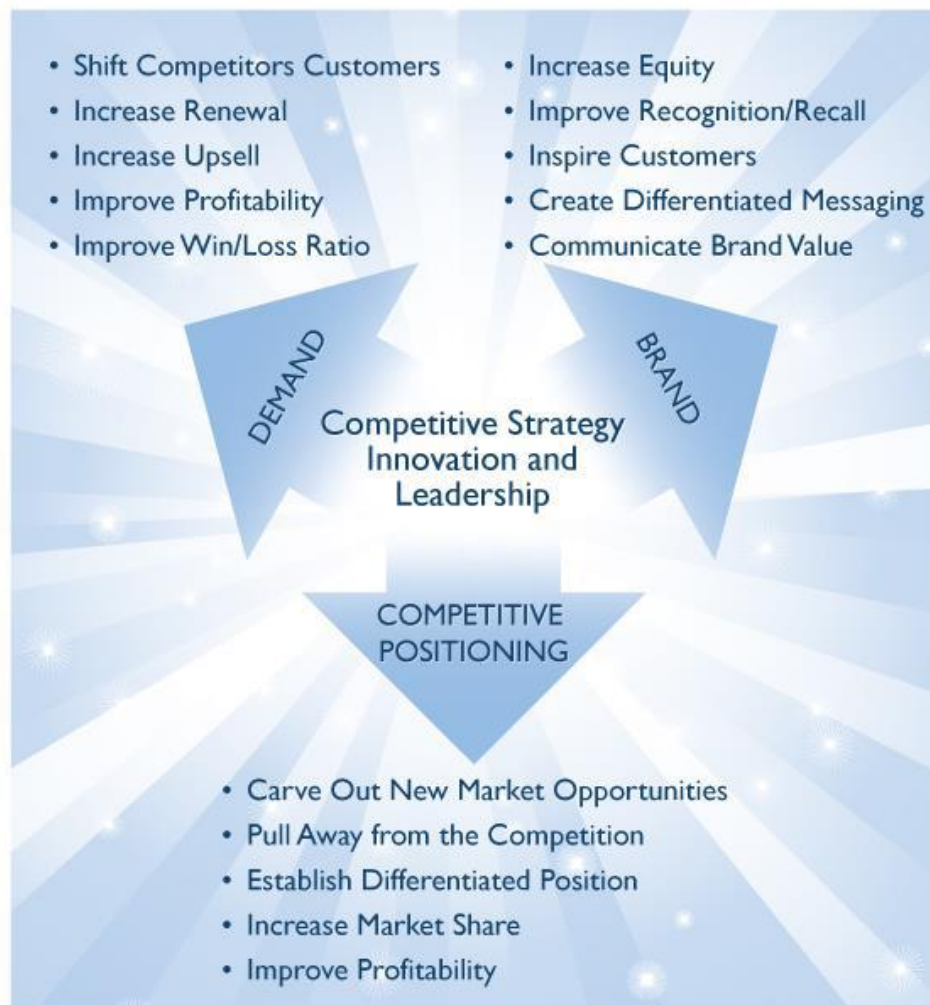 • Shift Competitors Customers
• Increase Renewal
• Increase Upsell
• Improve Profitability
• Improve Win/Loss Ratio
• Increase Equity
• Improve Recognition/Recall
• Inspire Customers
• Create Differentiated Messaging
• Communicate Brand Value
DEMAND
BRAND
Competitive Strategy
Innovation and
Leadership
COMPETITIVE
POSITIONING
• Carve Out New Market Opportunities
• Pull Away from the Competition
• Establish Differentiated Position
• Increase Market Share
• Improve Profitability